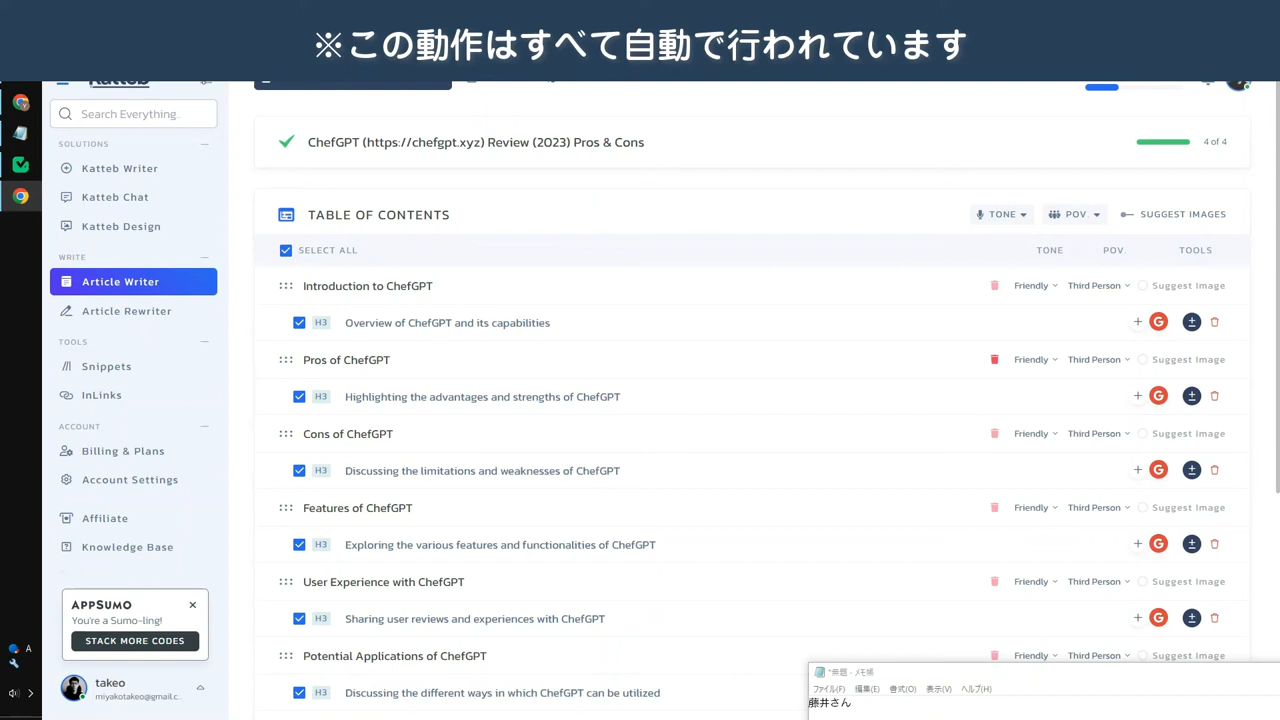 ※この動作はすべて自動で行われています
Katteb
Search Everything..
SOLUTIONS
Katteb Writer
Katteb Chat
Katteb Design
WRITE
Article Writer
Article Rewriter
TOOLS
Snippets
InLinks
ACCOUNT
Billing & Plans
Account Settings
Affiliate
Knowledge Base
APPSUMO
You're a Sumo-ling!
STACK MORE CODES
takeo
miyakotakeo@gmail.c...
A
ChefGPT (https://chefgpt.xyz) Review (2023) Pros & Cons
4 of 4
TABLE OF CONTENTS
TONE
POV.
SUGGEST IMAGES
SELECT ALL
TONE
POV.
TOOLS
Introduction to ChefGPT
Friendly
Third Person
Suggest Image
H3 Overview of ChefGPT and its capabilities
G
Pros of ChefGPT
Friendly
Third Person
Suggest Image
H3 Highlighting the advantages and strengths of ChefGPT
G
Cons of ChefGPT
Friendly
Third Person
Suggest Image
H3 Discussing the limitations and weaknesses of ChefGPT
G
Features of ChefGPT
Friendly
Third Person
Suggest Image
H3 Exploring the various features and functionalities of ChefGPT
G
User Experience with ChefGPT
Friendly
Third Person
Suggest Image
H3 Sharing user reviews and experiences with ChefGPT
G
Potential Applications of ChefGPT
Friendly
Third Person
Suggest Image
H3 Discussing the different ways in which ChefGPT can be utilized
*無題 - メモ帳
ファイル(F) 編集(E) 書式(O) 表示(V) ヘルプ(H)
藤井さん